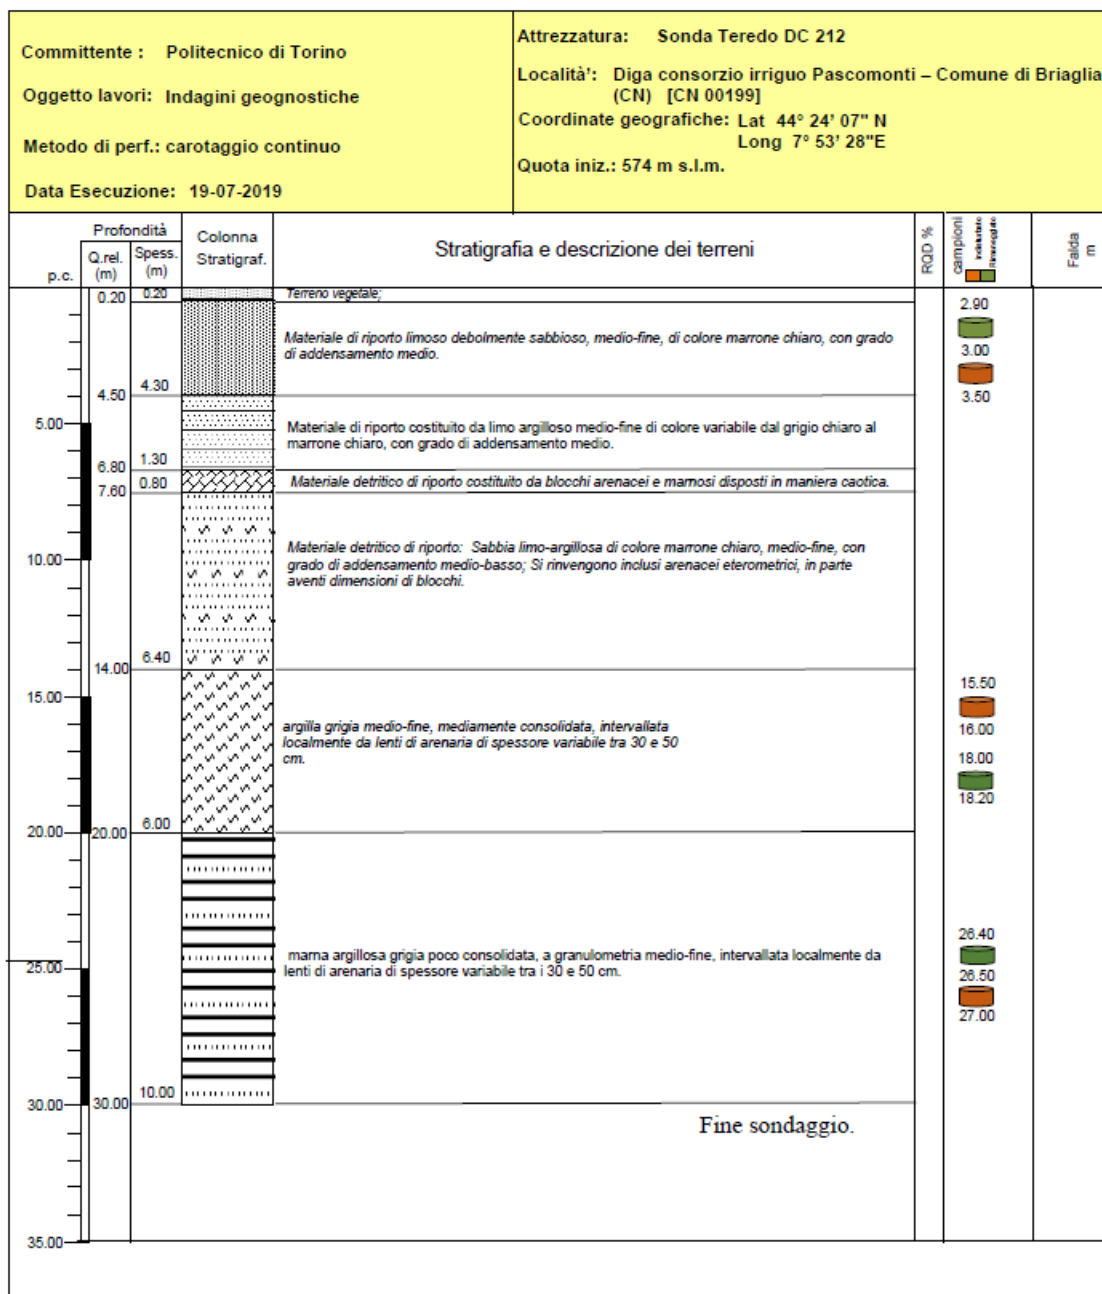 Committente : Politecnico di Torino
Oggetto lavori: Indagini geognostiche
Metodo di perf.: carotaggio continuo
Data Esecuzione: 19-07-2019
Attrezzatura: Sonda Teredo DC 212
Località': Diga consorzio irriguo Pascomonti – Comune di Briaglia
(CN) [CN 00199]
Coordinate geografiche: Lat 44° 24' 07" N
Long 7° 53' 28"E
Quota iniz.: 574 m s.l.m.
p.c.
Profondità
Q.rel.
(m)
Spess.
(m)
Colonna
Stratigraf.
Stratigrafia e descrizione dei terreni
RQD %
campioni
Indisturbato
Rimaneggiato
Falda
m
0.20 0.20 Terreno vegetale;
Materiale di riporto limoso debolmente sabbioso, medio-fine, di colore marrone chiaro, con grado
di addensamento medio.
4.50 4.30
2.90
3.00
3.50
5.00
Materiale di riporto costituito da limo argilloso medio-fine di colore variabile dal grigio chiaro al
marrone chiaro, con grado di addensamento medio.
6.80 1.30
7.60 0.80
Materiale detritico di riporto costituito da blocchi arenacei e marnosi disposti in maniera caotica.
10.00
Materiale detritico di riporto: Sabbia limo-argillosa di colore marrone chiaro, medio-fine, con
grado di addensamento medio-basso; Si rinvengono inclusi arenacei eterometrici, in parte
aventi dimensioni di blocchi.
14.00 6.40
15.00
argilla grigia medio-fine, mediamente consolidata, intervallata
localmente da lenti di arenaria di spessore variabile tra 30 e 50
cm.
15.50
16.00
18.00
18.20
20.00 20.00 6.00
25.00
marna argillosa grigia poco consolidata, a granulometria medio-fine, intervallata localmente da
lenti di arenaria di spessore variabile tra i 30 e 50 cm.
26.40
26.50
27.00
30.00 30.00 10.00
Fine sondaggio.
35.00